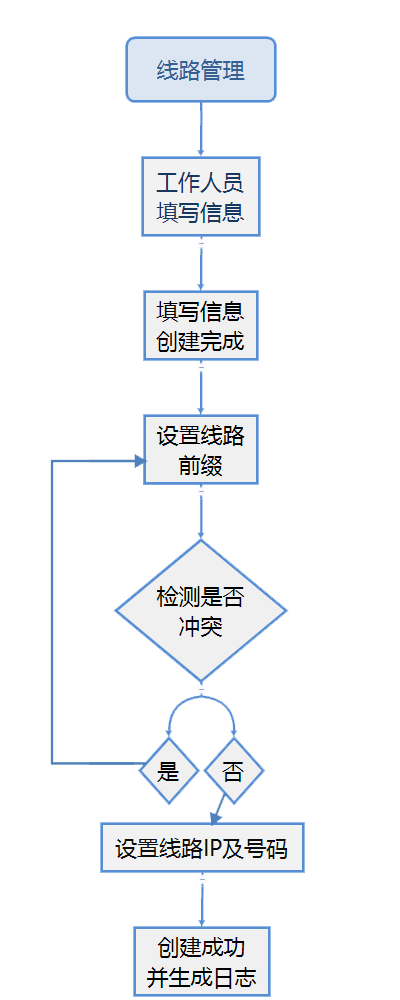 线路管理
工作人员
填写信息
填写信息
创建完成
设置线路
前缀
检测是否
冲突
是
否
设置线路IP及号码
创建成功
并生成日志